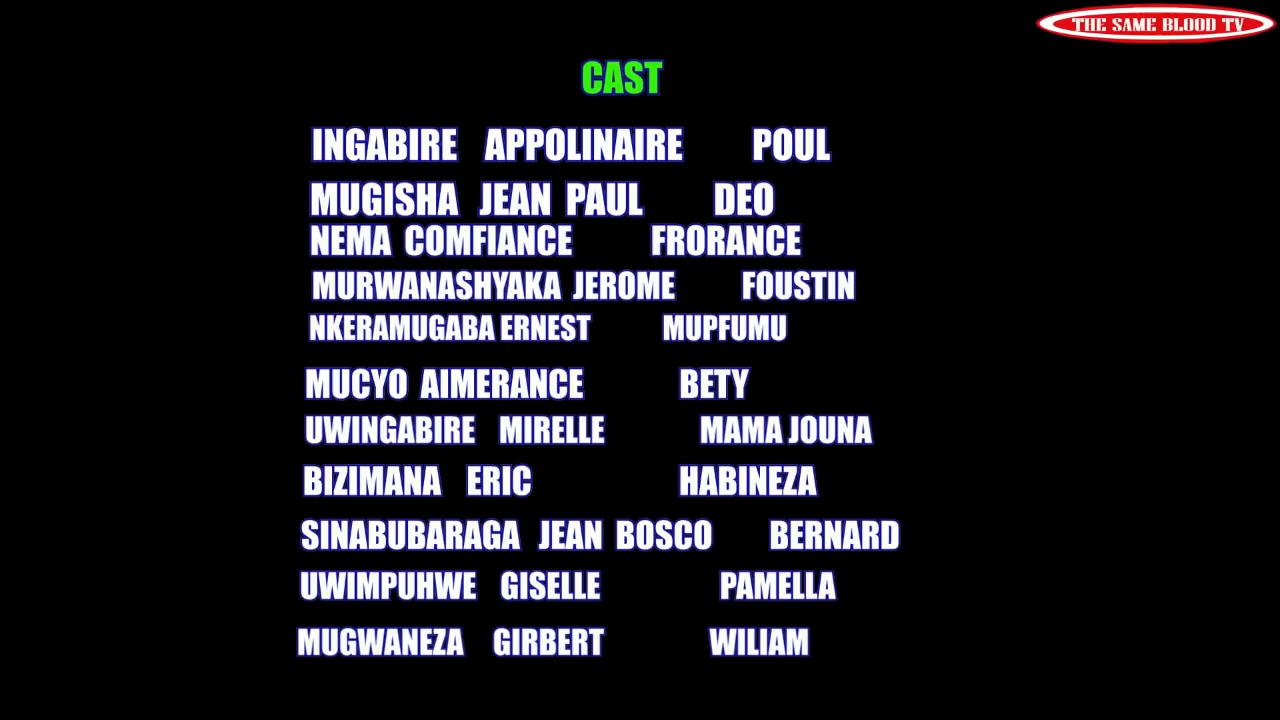 THE SAME BLOOD TV
CAST
INGABIRE APPOLINAIRE POUL
MUGISHA JEAN PAUL DEO
NEMA COMFIANCE FRORANCE
MURWANASHYAKA JEROME FOUSTIN
NKERAMUGABA ERNEST MUPFUMU
MUCYO AIMERANCE BETY
UWINGABIRE MIRELLE MAMA JOUNA
BIZIMANA ERIC HABINEZA
SINABUBARAGA JEAN BOSCO BERNARD
UWIMPUHWE GISELLE PAMELLA
MUGWANEZA GIRBERT WILIAM